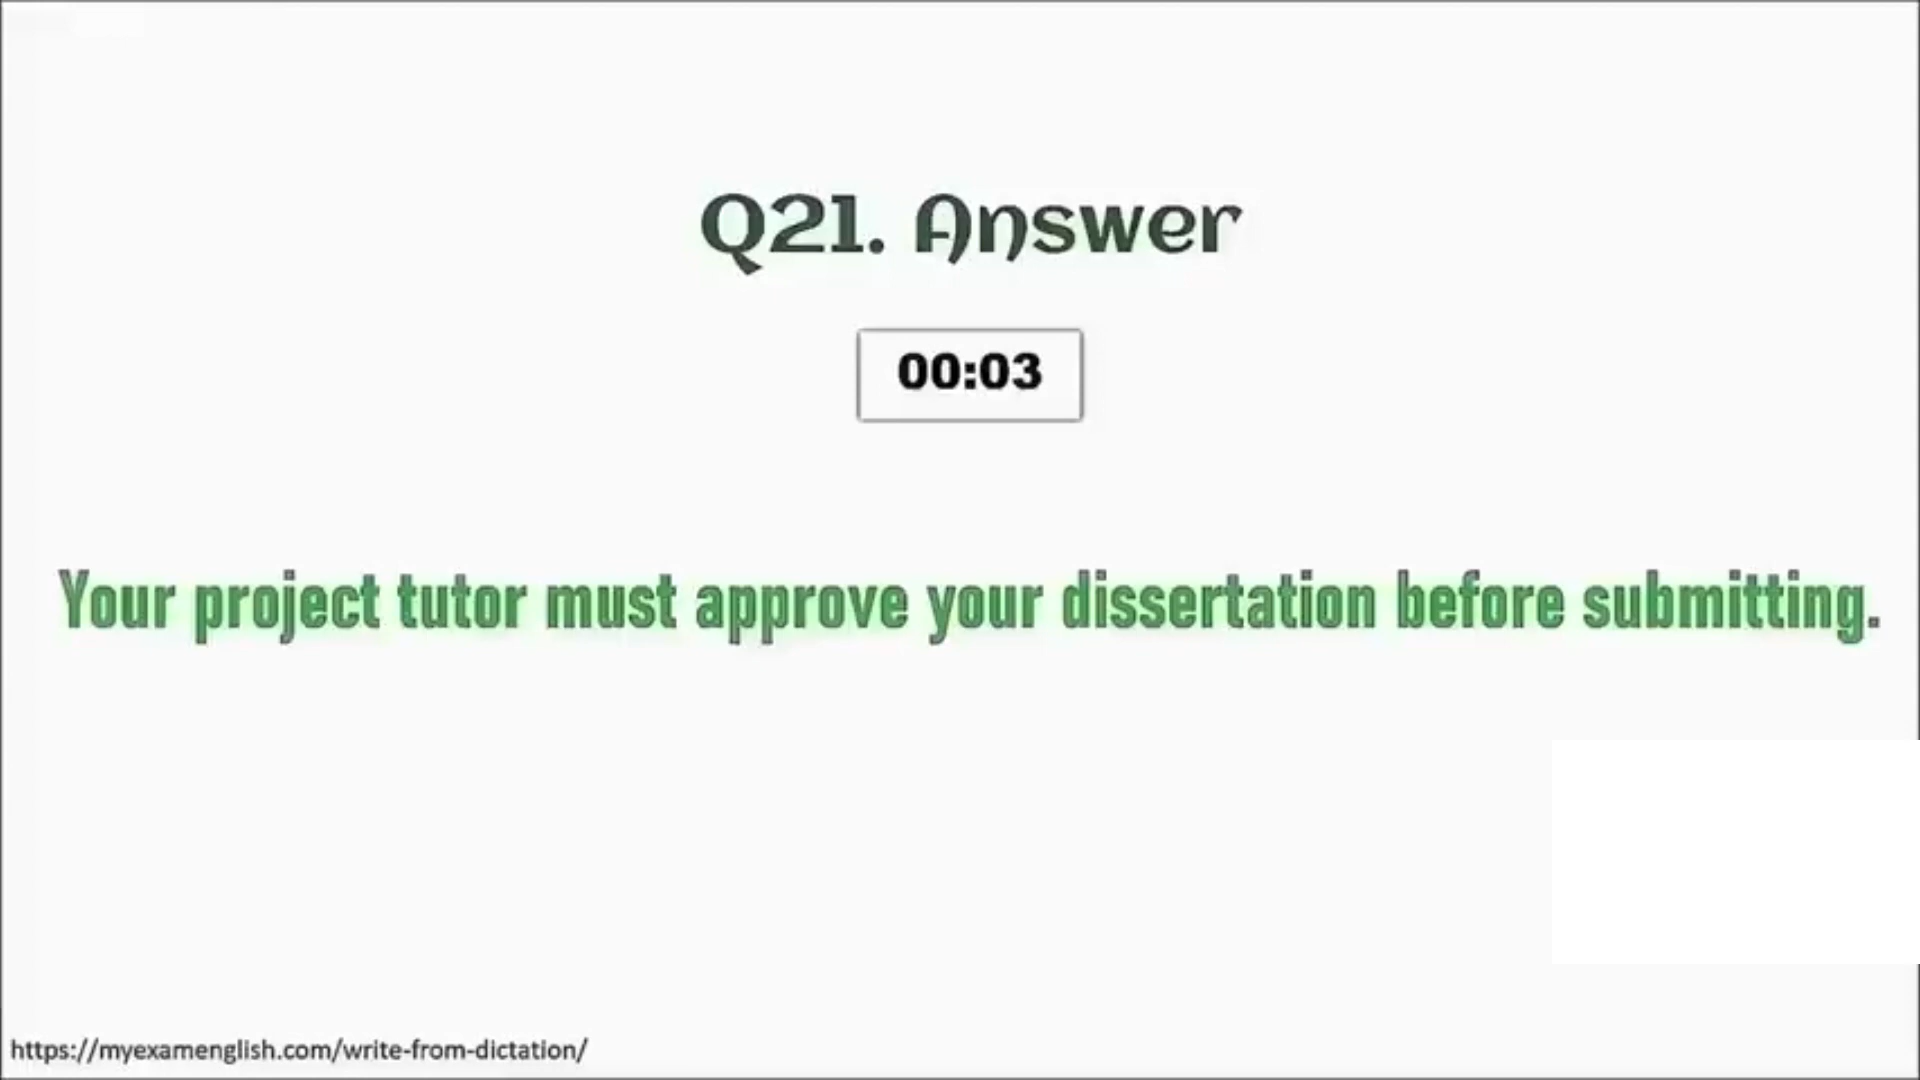 Q21. Answer
00:03
Your project tutor must approve your dissertation before submitting.
https://myexamenglish.com/write-from-dictation/